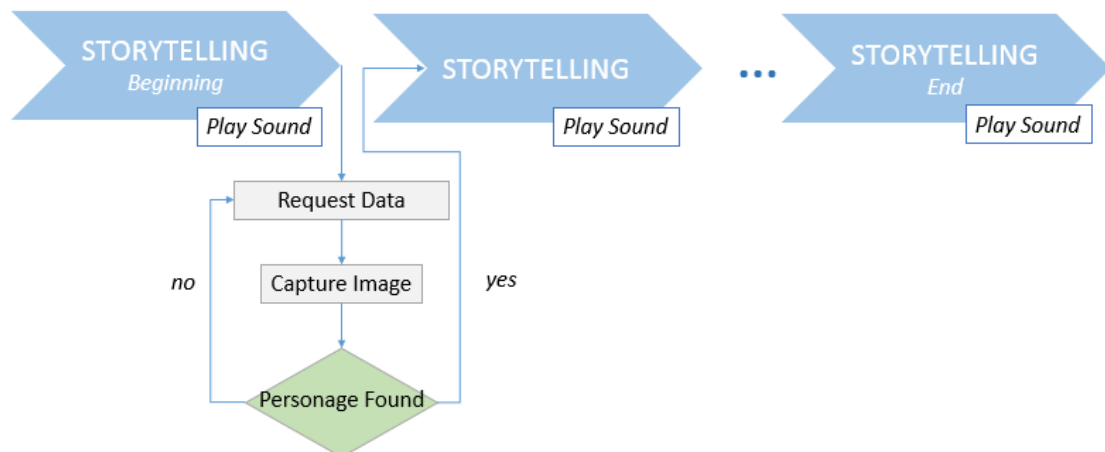 STORYTELLING
Beginning
Play Sound
STORYTELLING
Play Sound
...
STORYTELLING
End
Play Sound
Request Data
Capture Image
no
yes
Personage Found